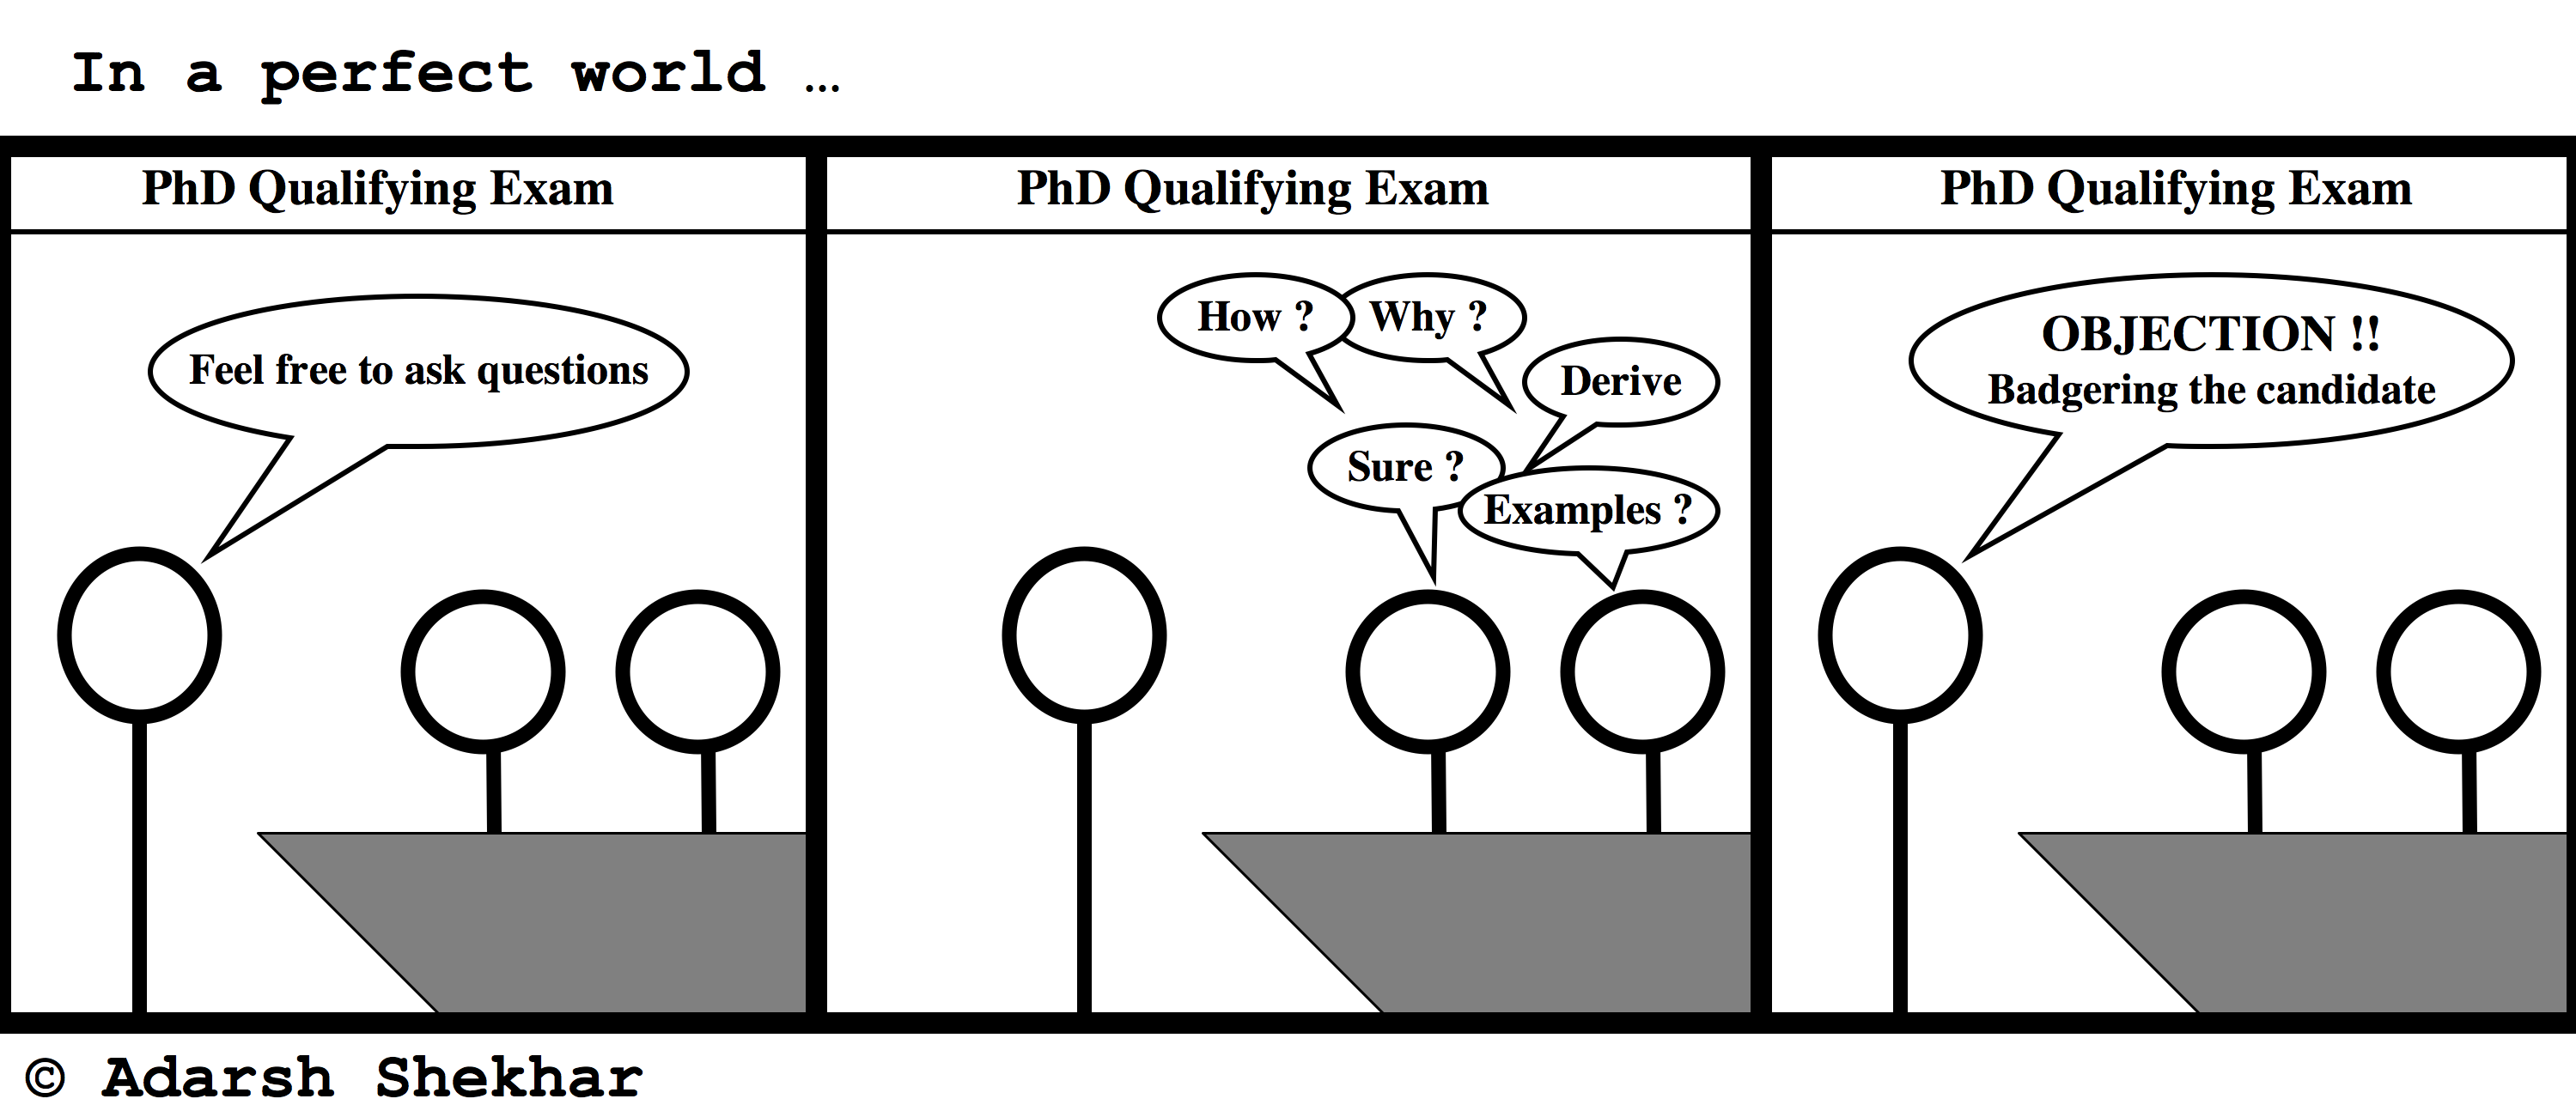 In a perfect world …
PhD Qualifying Exam
Feel free to ask questions
PhD Qualifying Exam
How ?
Why ?
Derive
Sure ?
Examples ?
PhD Qualifying Exam
OBJECTION !!
Badgering the candidate
© Adarsh Shekhar